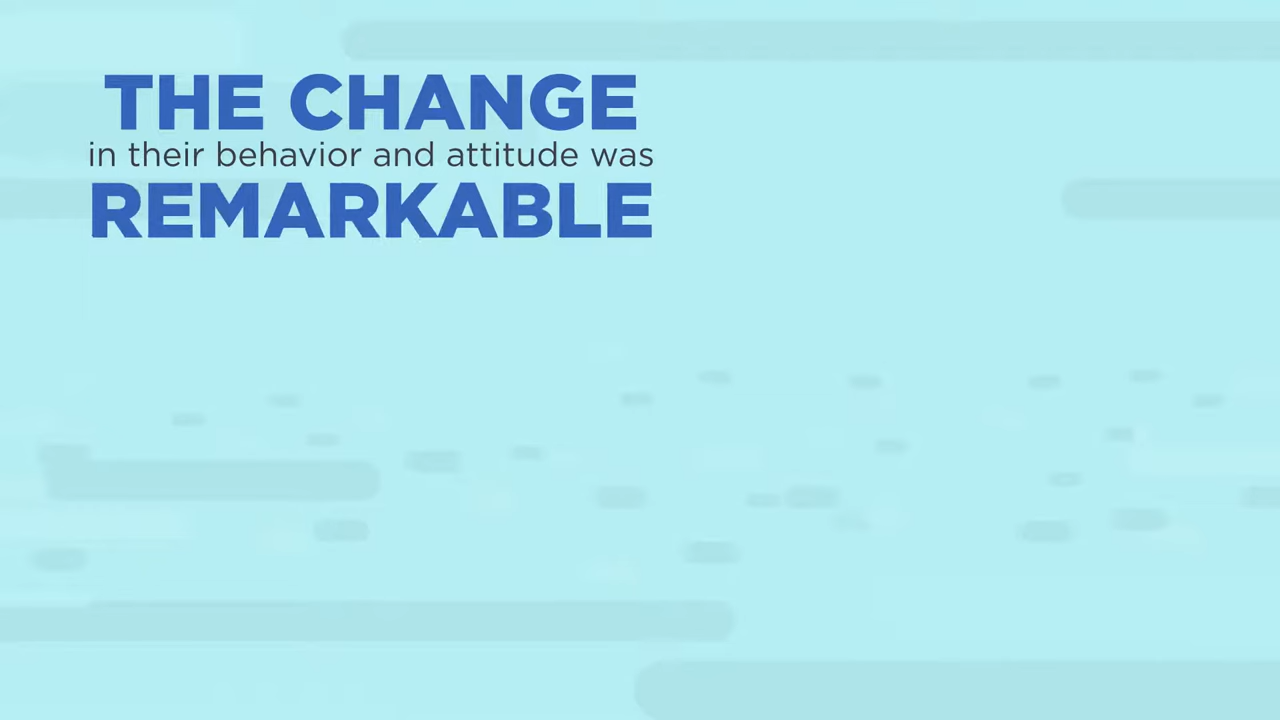 THE CHANGE
in their behavior and attitude was
REMARKABLE